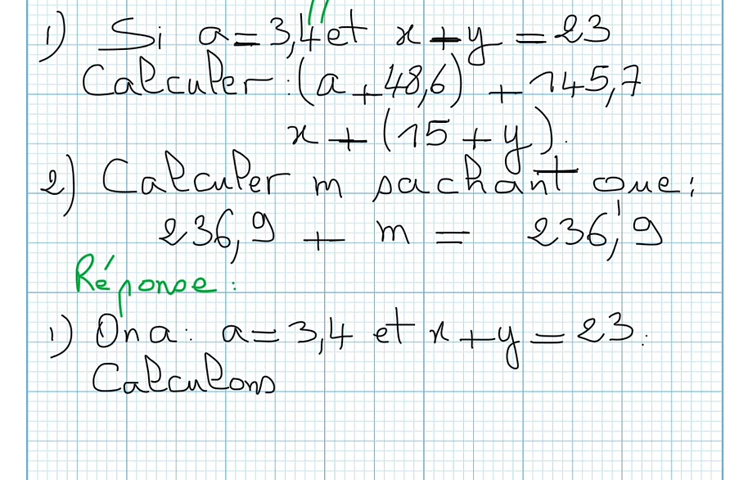 1) Si a=3,4 et x+y=23
Calculer: (a+48,6)+145,7
x+(15+y).
2) Calculer m sachant que:
236,9 + m = 236,9
Réponse:
1) On a: a=3,4 et x+y=23.
Calculons